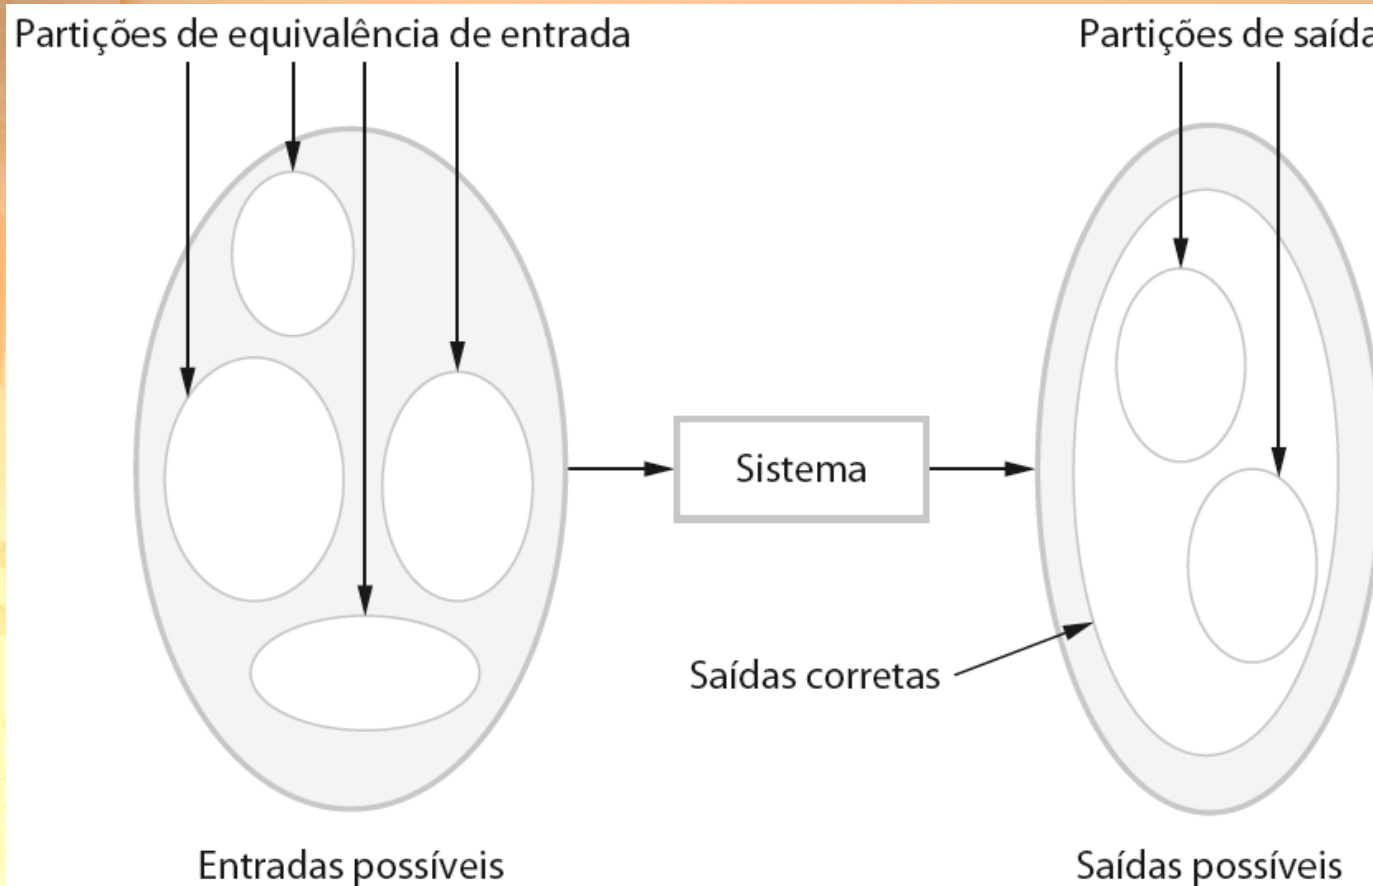 Partições de equivalência de entrada
Partições de saída
Sistema
Saídas corretas
Entradas possíveis
Saídas possíveis